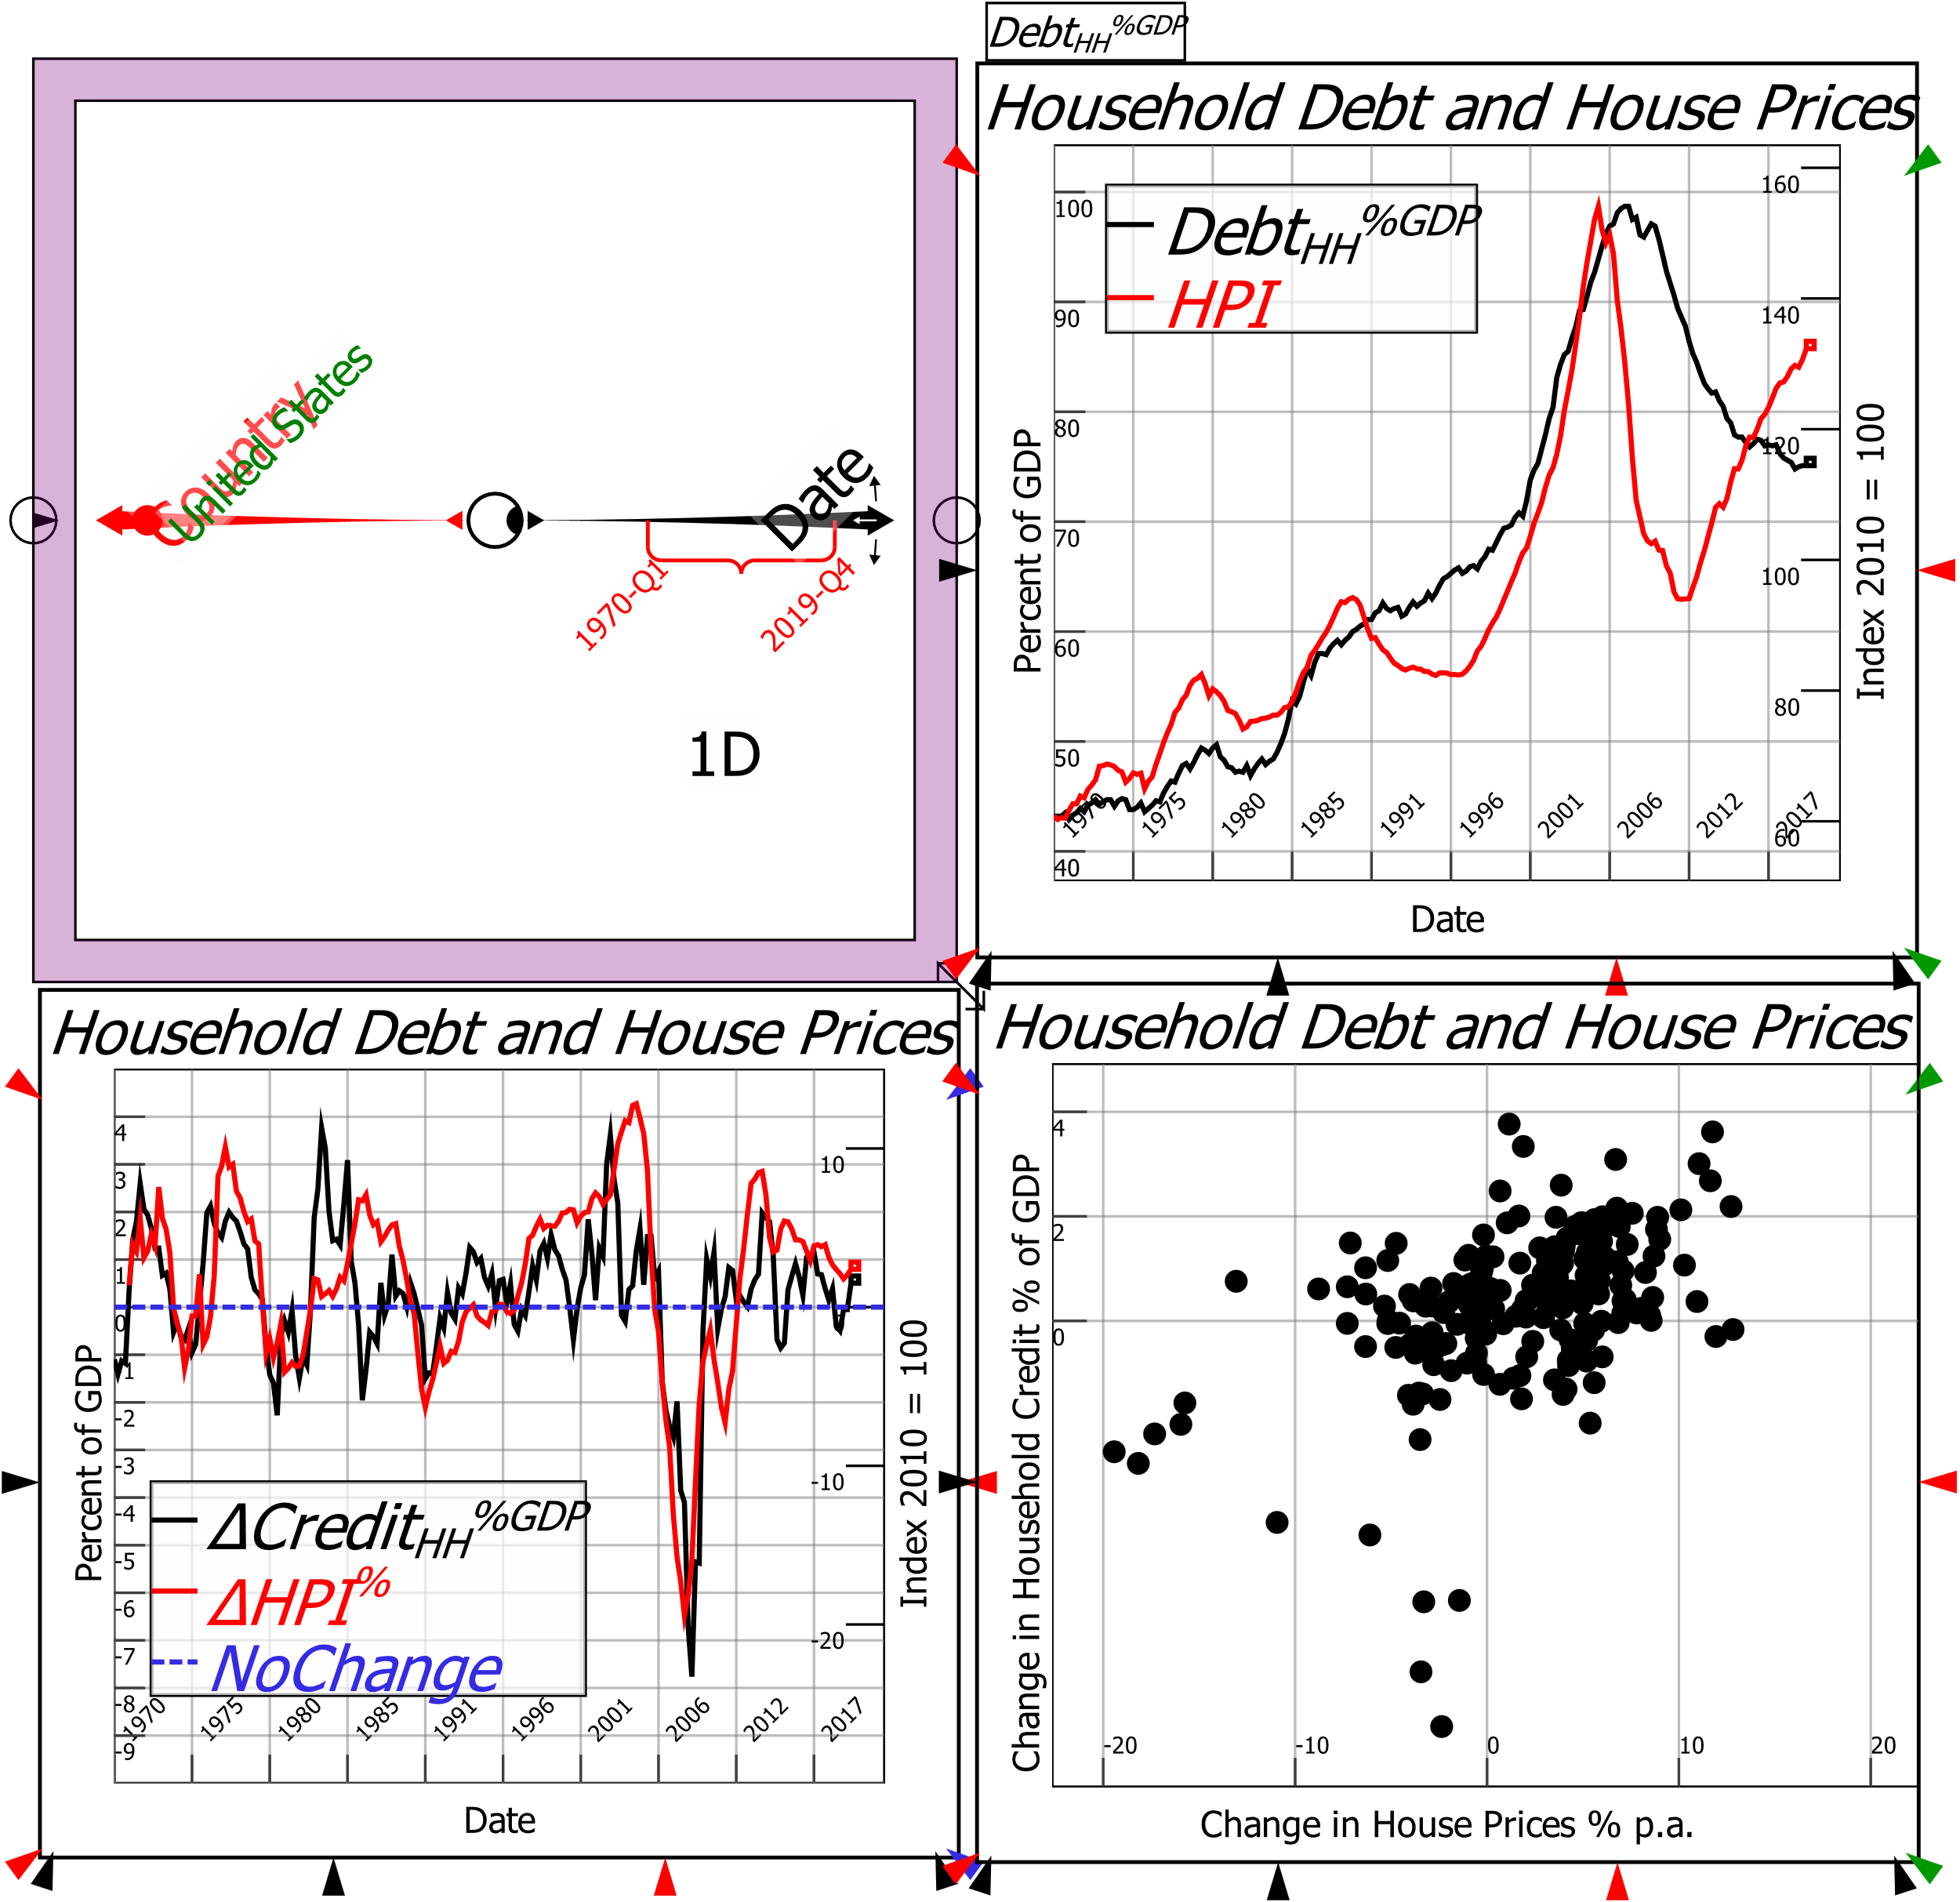 Debt_HH^%GDP
Country
United States
Date
1970-Q1
2019-Q4
1D
Household Debt and House Prices
Debt_HH^%GDP
HPI
Percent of GDP
100
90
80
70
60
50
40
160
140
120
100
80
60
Index 2010 = 100
1970
1975
1980
1985
1991
1996
2001
2006
2012
2017
Date
Household Debt and House Prices
Percent of GDP
4
3
2
1
0
-1
-2
-3
-4
-5
-6
-7
-8
-9
10
-10
-20
Index 2010 = 100
ΔCredit_HH^%GDP
ΔHPI^%
NoChange
1970
1975
1980
1985
1991
1996
2001
2006
2012
2017
Date
Household Debt and House Prices
Change in Household Credit % of GDP
4
2
0
-20
-10
0
10
20
Change in House Prices % p.a.